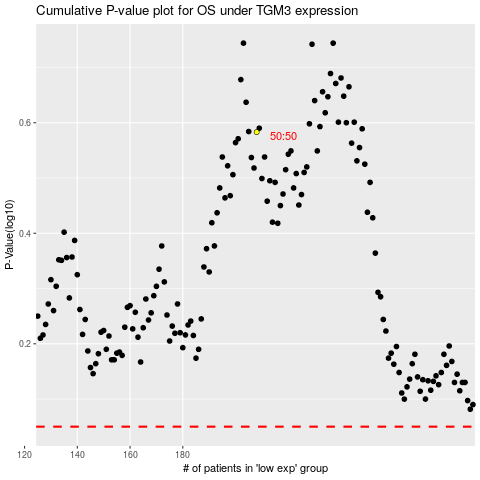 Cumulative P-value plot for OS under TGM3 expression
0.6
50:50
P-Value(log10)
0.4
0.2
120 140 160 180
# of patients in 'low exp' group